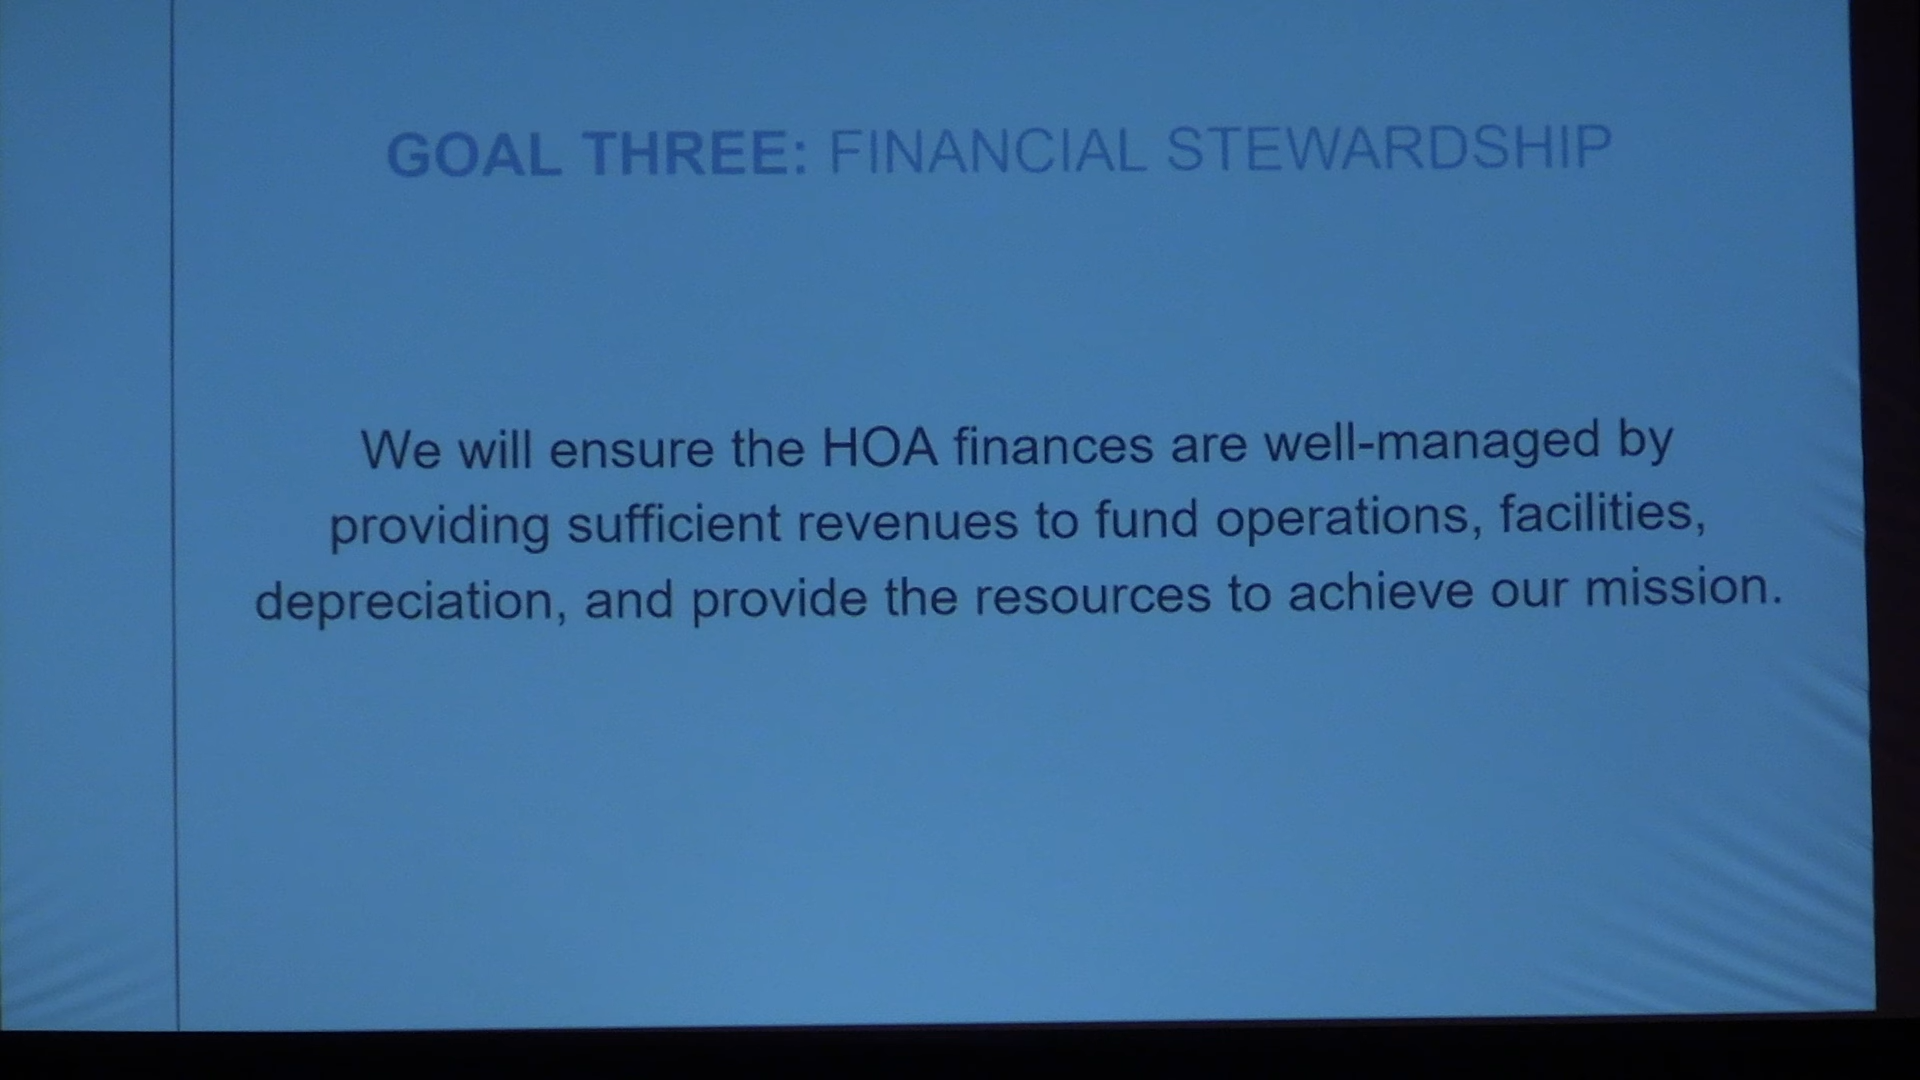 GOAL THREE: FINANCIAL STEWARDSHIP
We will ensure the HOA finances are well-managed by
providing sufficient revenues to fund operations, facilities,
depreciation, and provide the resources to achieve our mission.